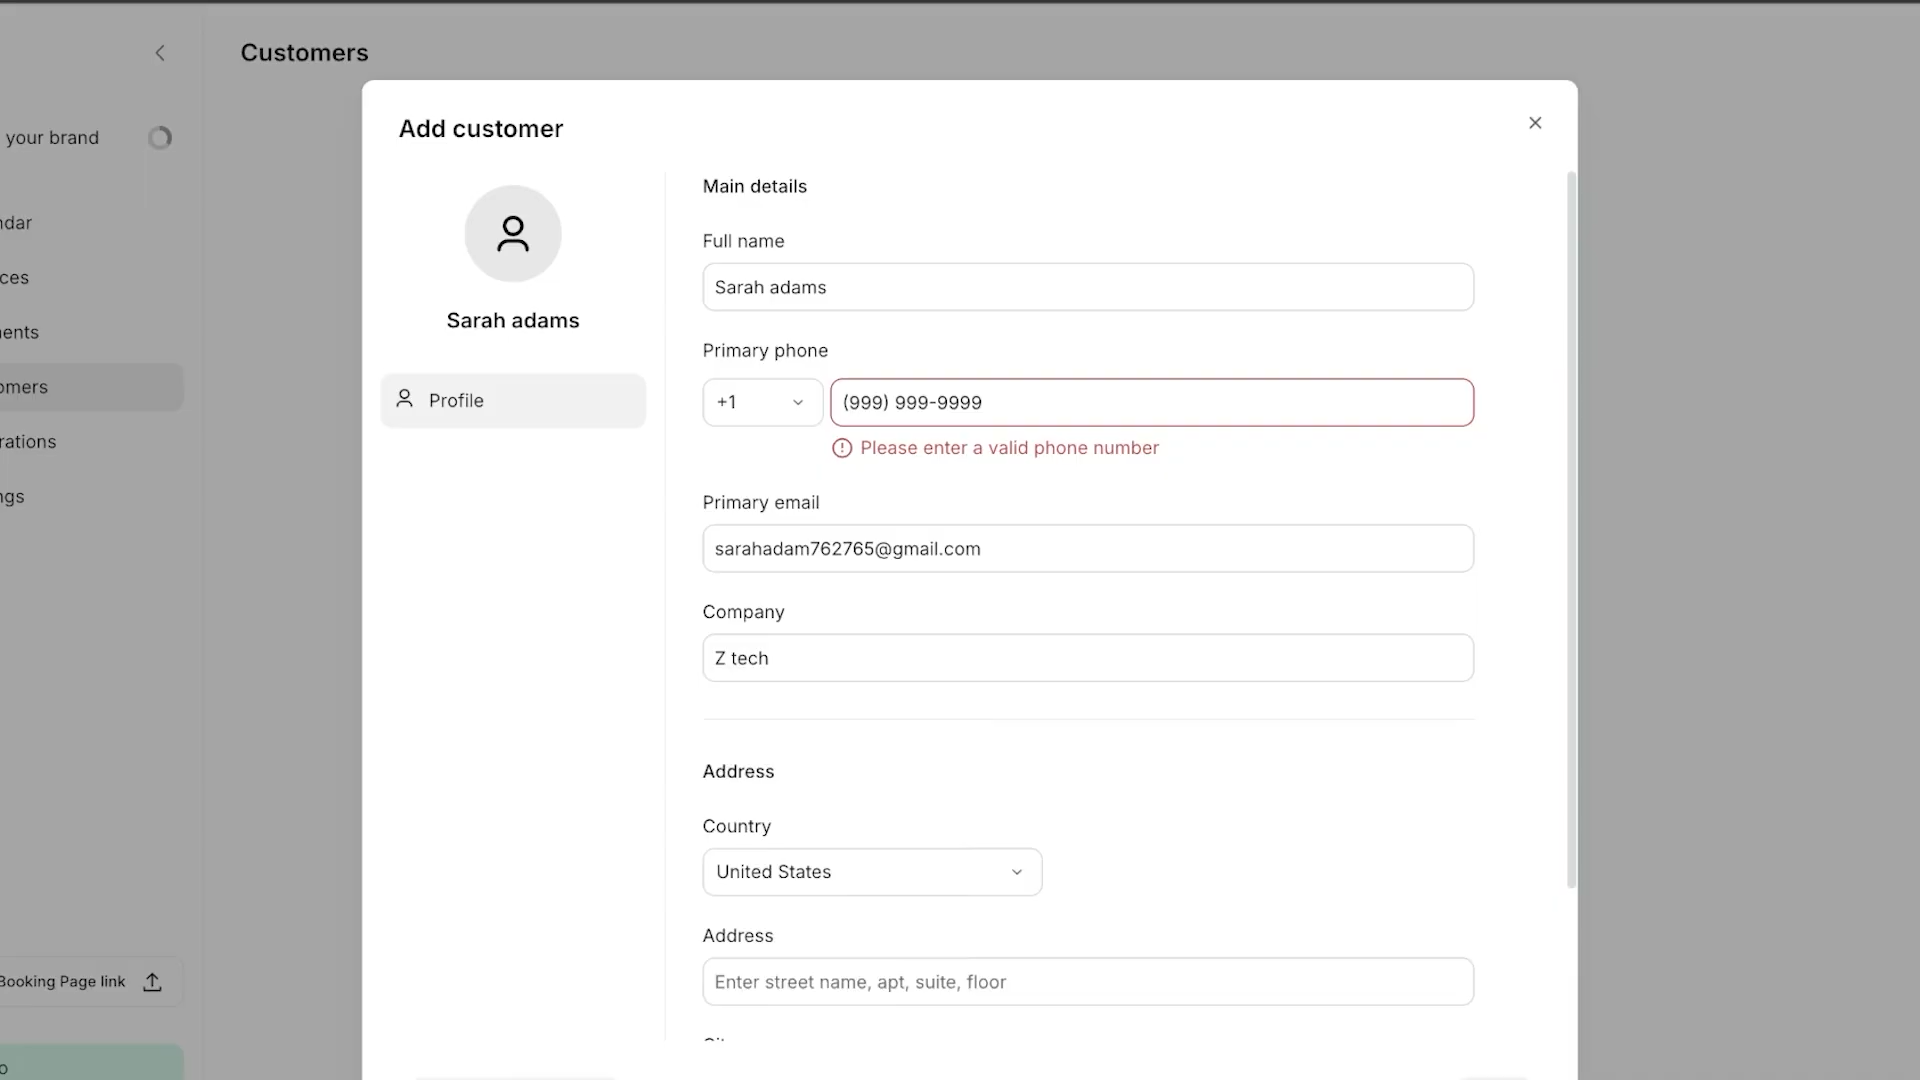 Customers
your brand
ndar
ces
ents
omers
rations
ngs
Booking Page link
o
Add customer
Sarah adams
Profile
Main details
Full name
Sarah adams
Primary phone
+1
(999) 999-9999
Please enter a valid phone number
Primary email
sarahadam762765@gmail.com
Company
Z tech
Address
Country
United States
Address
Enter street name, apt, suite, floor